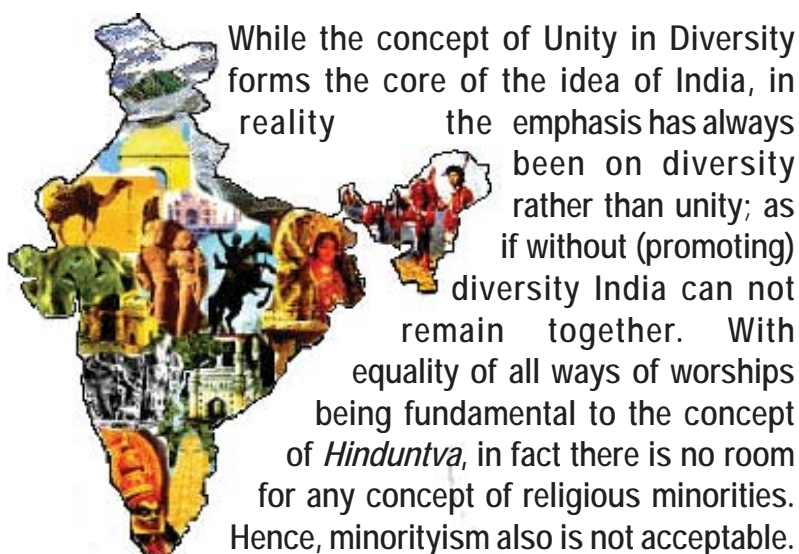 While the concept of Unity in Diversity
forms the core of the idea of India, in
reality the emphasis has always
been on diversity
rather than unity; as
if without (promoting)
diversity India can not
remain together. With
equality of all ways of worships
being fundamental to the concept
of Hinduntva, in fact there is no room
for any concept of religious minorities.
Hence, minorityism also is not acceptable.